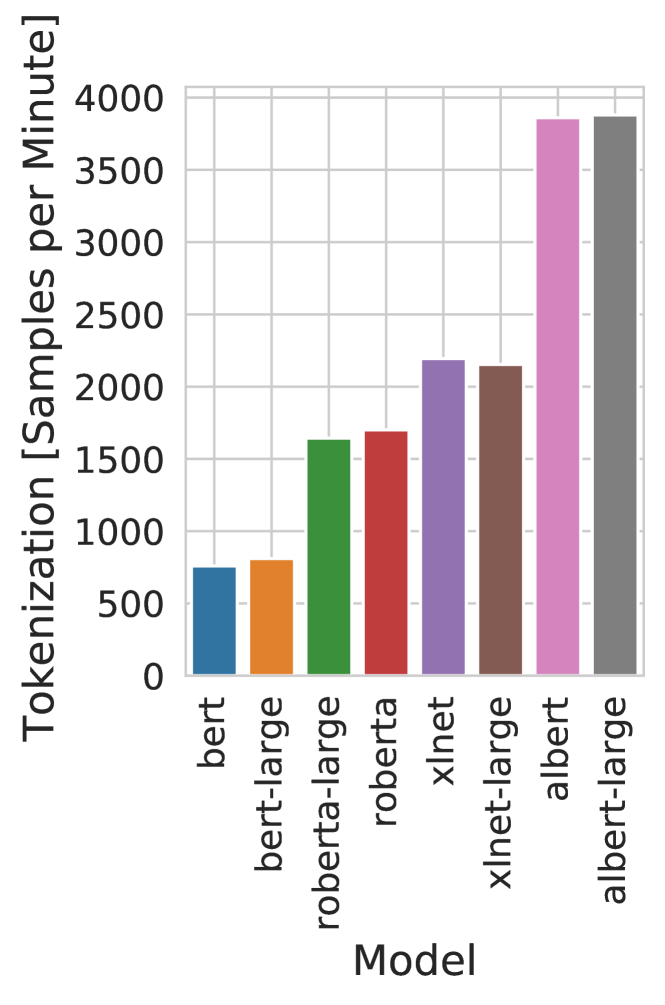 Tokenization [Samples per Minute]
4000
3500
3000
2500
2000
1500
1000
500
0
bert
bert-large
roberta-large
roberta
xlnet
xlnet-large
albert
albert-large
Model